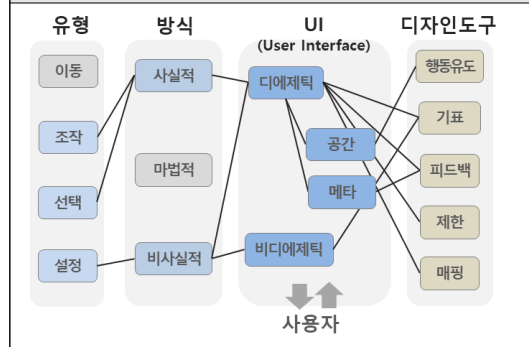 유형
방식
UI
(User Interface)
디자인도구
이동
조작
선택
설정
사실적
마법적
비사실적
디에제틱
공간
메타
비디에제틱
행동유도
기표
피드백
제한
매핑
사용자